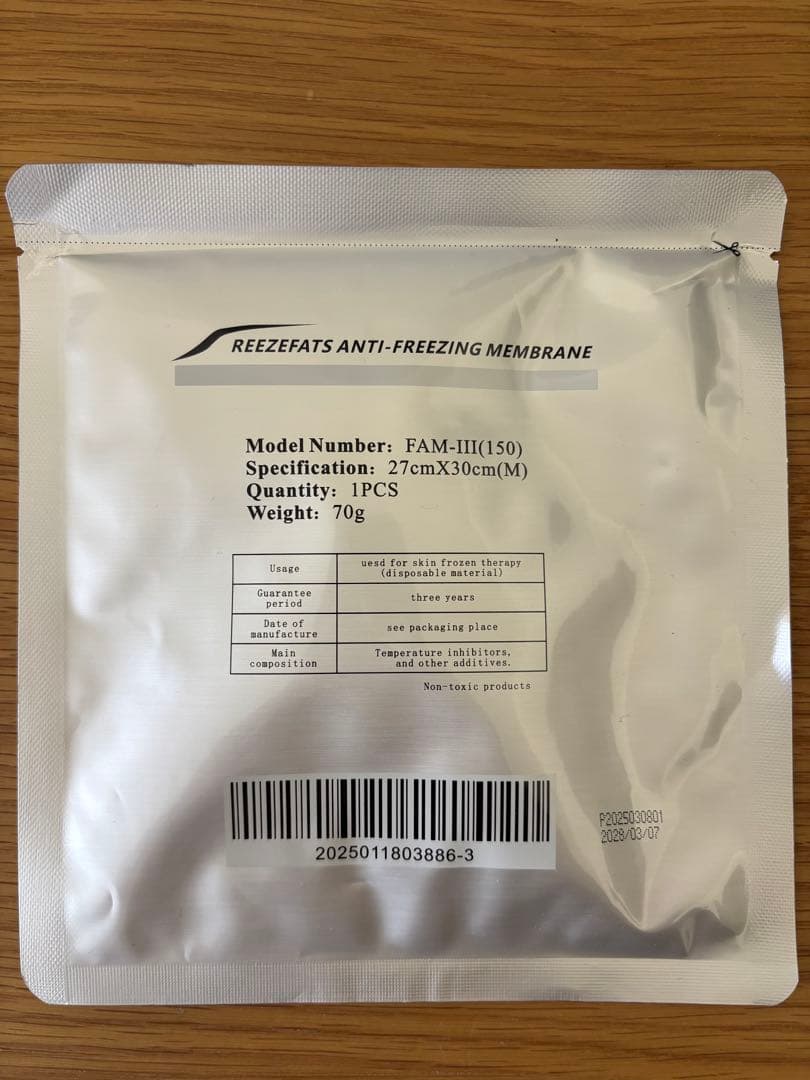 REEZEFATS ANTI-FREEZING MEMBRANE
Model Number: FAM-III(150)
Specification: 27cmX30cm(M)
Quantity: 1PCS
Weight: 70g
Usage uesd for skin frozen therapy
(disposable material)
Guarantee
period three years
Date of
manufacture see packaging place
Main
composition Temperature inhibitors,
and other additives.
Non-toxic products
2025011803886-3
P2025030801
2028/03/07